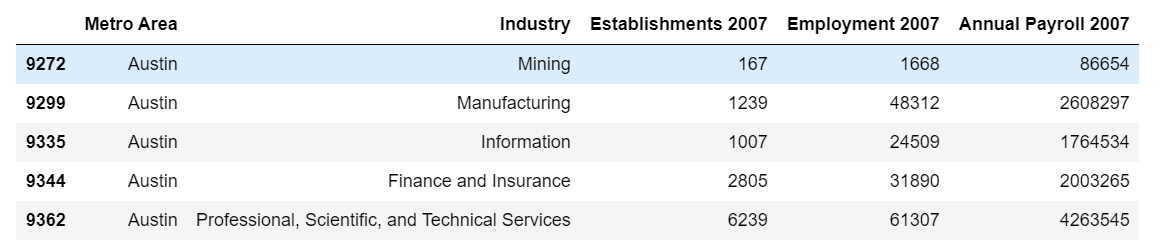 Metro Area Industry Establishments 2007 Employment 2007 Annual Payroll 2007
9272 Austin Mining 167 1668 86654
9299 Austin Manufacturing 1239 48312 2608297
9335 Austin Information 1007 24509 1764534
9344 Austin Finance and Insurance 2805 31890 2003265
9362 Austin Professional, Scientific, and Technical Services 6239 61307 4263545